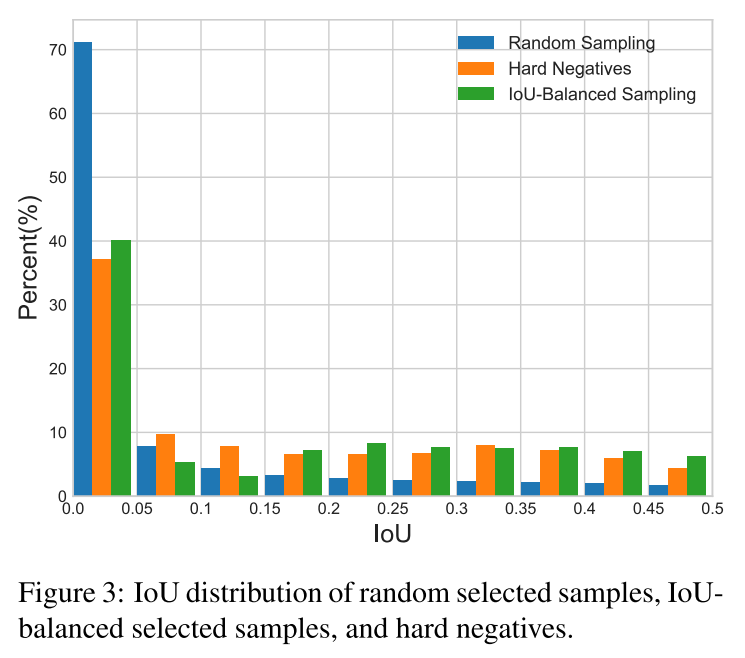 70
60
50
40
30
20
10
0
Percent(%)
Random Sampling
Hard Negatives
IoU-Balanced Sampling
0.0 0.05 0.1 0.15 0.2 0.25 0.3 0.35 0.4 0.45 0.5
IoU
Figure 3: IoU distribution of random selected samples, IoU-
balanced selected samples, and hard negatives.